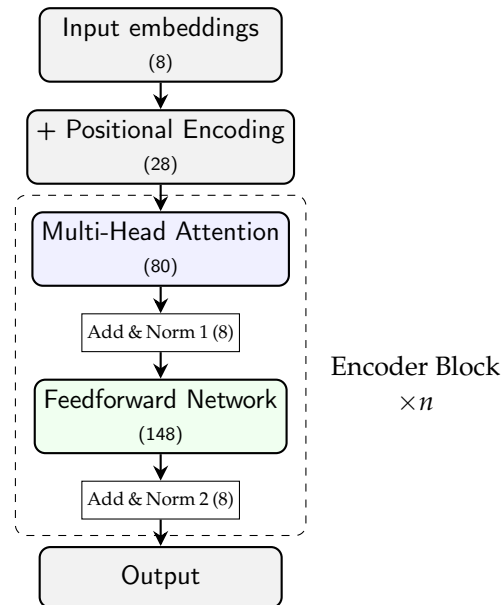 Input embeddings
(8)
+ Positional Encoding
(28)
Multi-Head Attention
(80)
Add & Norm 1 (8)
Encoder Block
×n
Feedforward Network
(148)
Add & Norm 2 (8)
Output